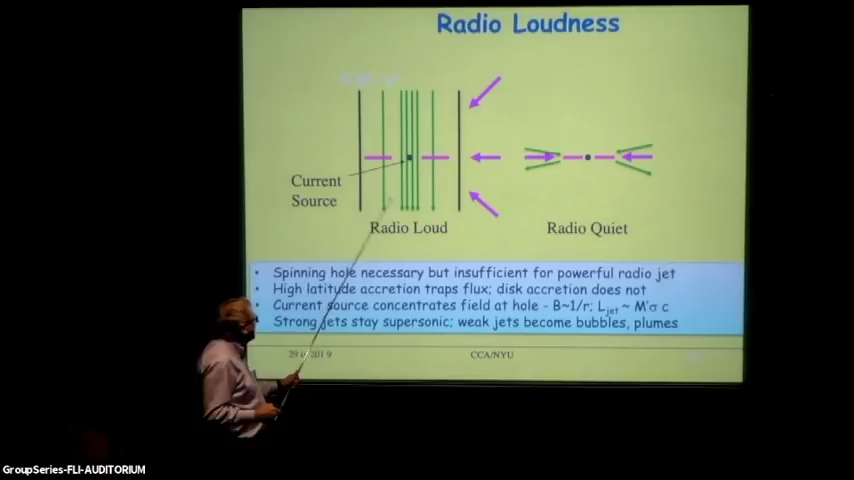 Radio Loudness
Current
Source
Radio Loud
Radio Quiet
• Spinning hole necessary but insufficient for powerful radio jet
• High latitude accretion traps flux; disk accretion does not
• Current source concentrates field at hole - B~1/r; Ljet ~ M'σ c
• Strong jets stay supersonic; weak jets become bubbles, plumes
2019
CCA/NYU
GroupSeries-FLI-AUDITORIUM